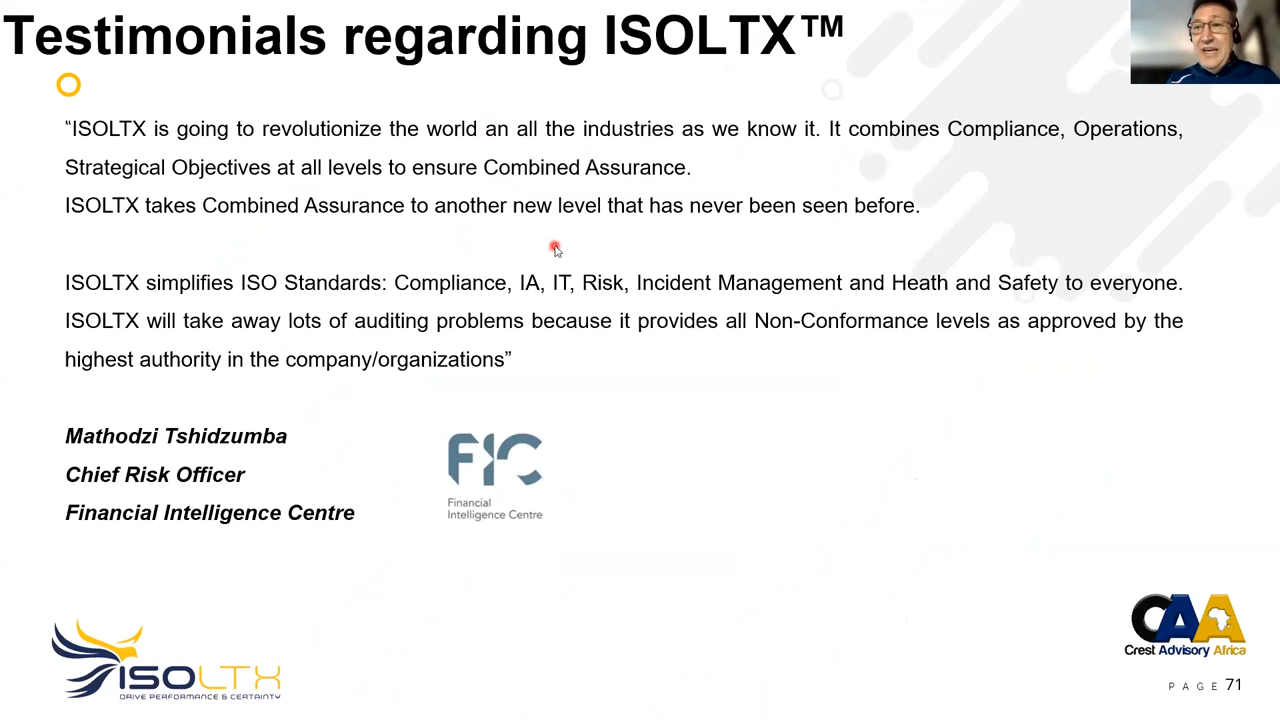 Testimonials regarding ISOLTX™
“ISOLTX is going to revolutionize the world an all the industries as we know it. It combines Compliance, Operations,
Strategical Objectives at all levels to ensure Combined Assurance.
ISOLTX takes Combined Assurance to another new level that has never been seen before.
ISOLTX simplifies ISO Standards: Compliance, IA, IT, Risk, Incident Management and Heath and Safety to everyone.
ISOLTX will take away lots of auditing problems because it provides all Non-Conformance levels as approved by the
highest authority in the company/organizations”
Mathodzi Tshidzumba
Chief Risk Officer
Financial Intelligence Centre
FIC
Financial
Intelligence Centre
ISOLTX
DRIVE PERFORMANCE & CERTAINTY
CAA
Crest Advisory Africa
PAGE 71